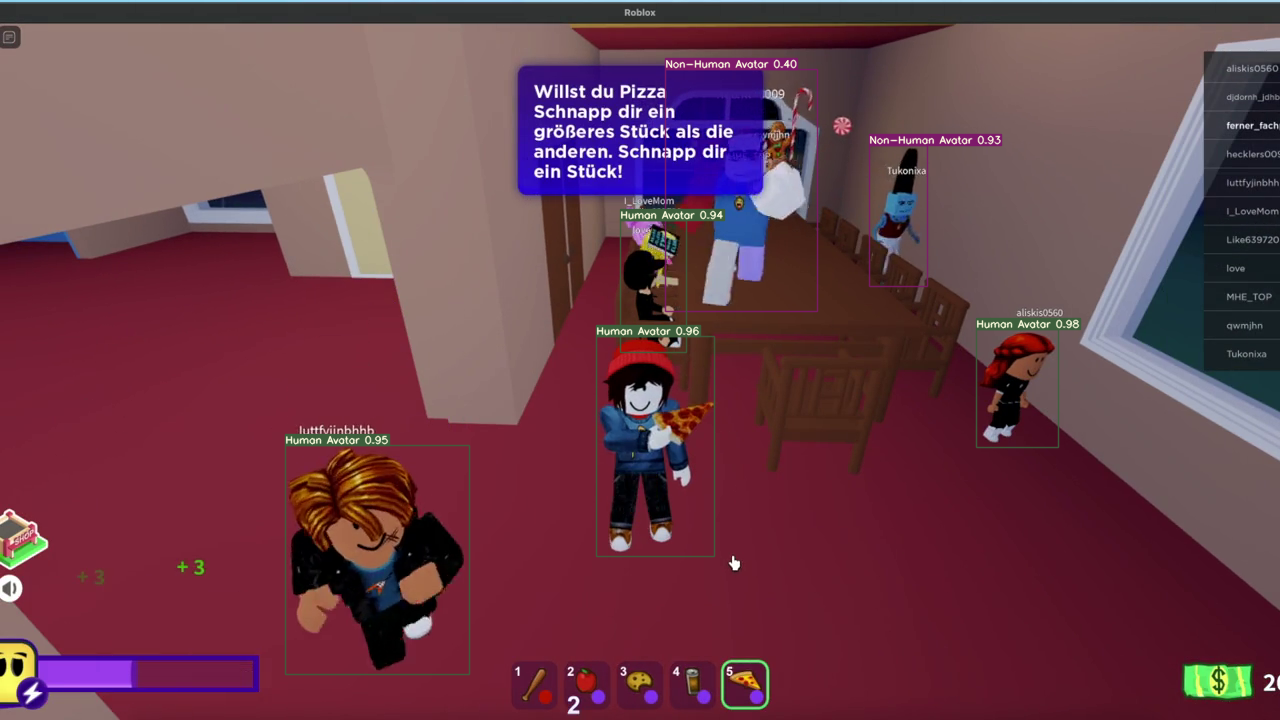 Roblox
Non-Human Avatar 0.40
Willst du Pizza
Schnapp dir ein
größeres Stück als die
anderen. Schnapp dir
ein Stück!
Non-Human Avatar 0.93
Tukonixa
I_LoveMom
Human Avatar 0.94
love
Human Avatar 0.96
aliskis0560
Human Avatar 0.98
luttfyjinbhhb
Human Avatar 0.95
aliskis0560
djdornh_jdhb
ferner_fach
hecklers009
luttfyjinbhh
I_LoveMom
Like639720
love
MHE_TOP
qwmjhn
Tukonixa
SHOP
+ 3
+ 3
1
2
2
3
4
5
$